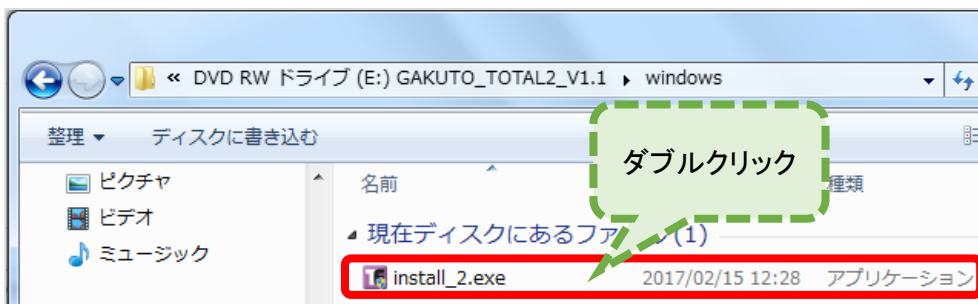 « DVD RW ドライブ (E:) GAKUTO_TOTAL2_V1.1 ▸ windows
整理 ▼ ディスクに書き込む
ダブルクリック
ピクチャ 名前 種類
ビデオ
現在ディスクにあるファ (1)
ミュージック
install_2.exe 2017/02/15 12:28 アプリケーション